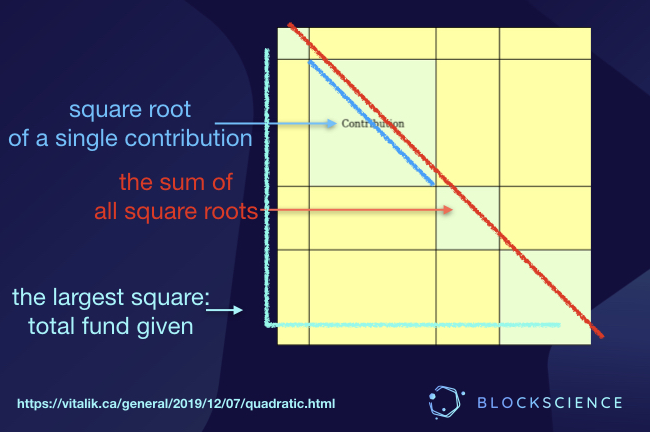 square root
of a single contribution
Contribution
the sum of
all square roots
the largest square:
total fund given
https://vitalik.ca/general/2019/12/07/quadratic.html
BLOCKSCIENCE